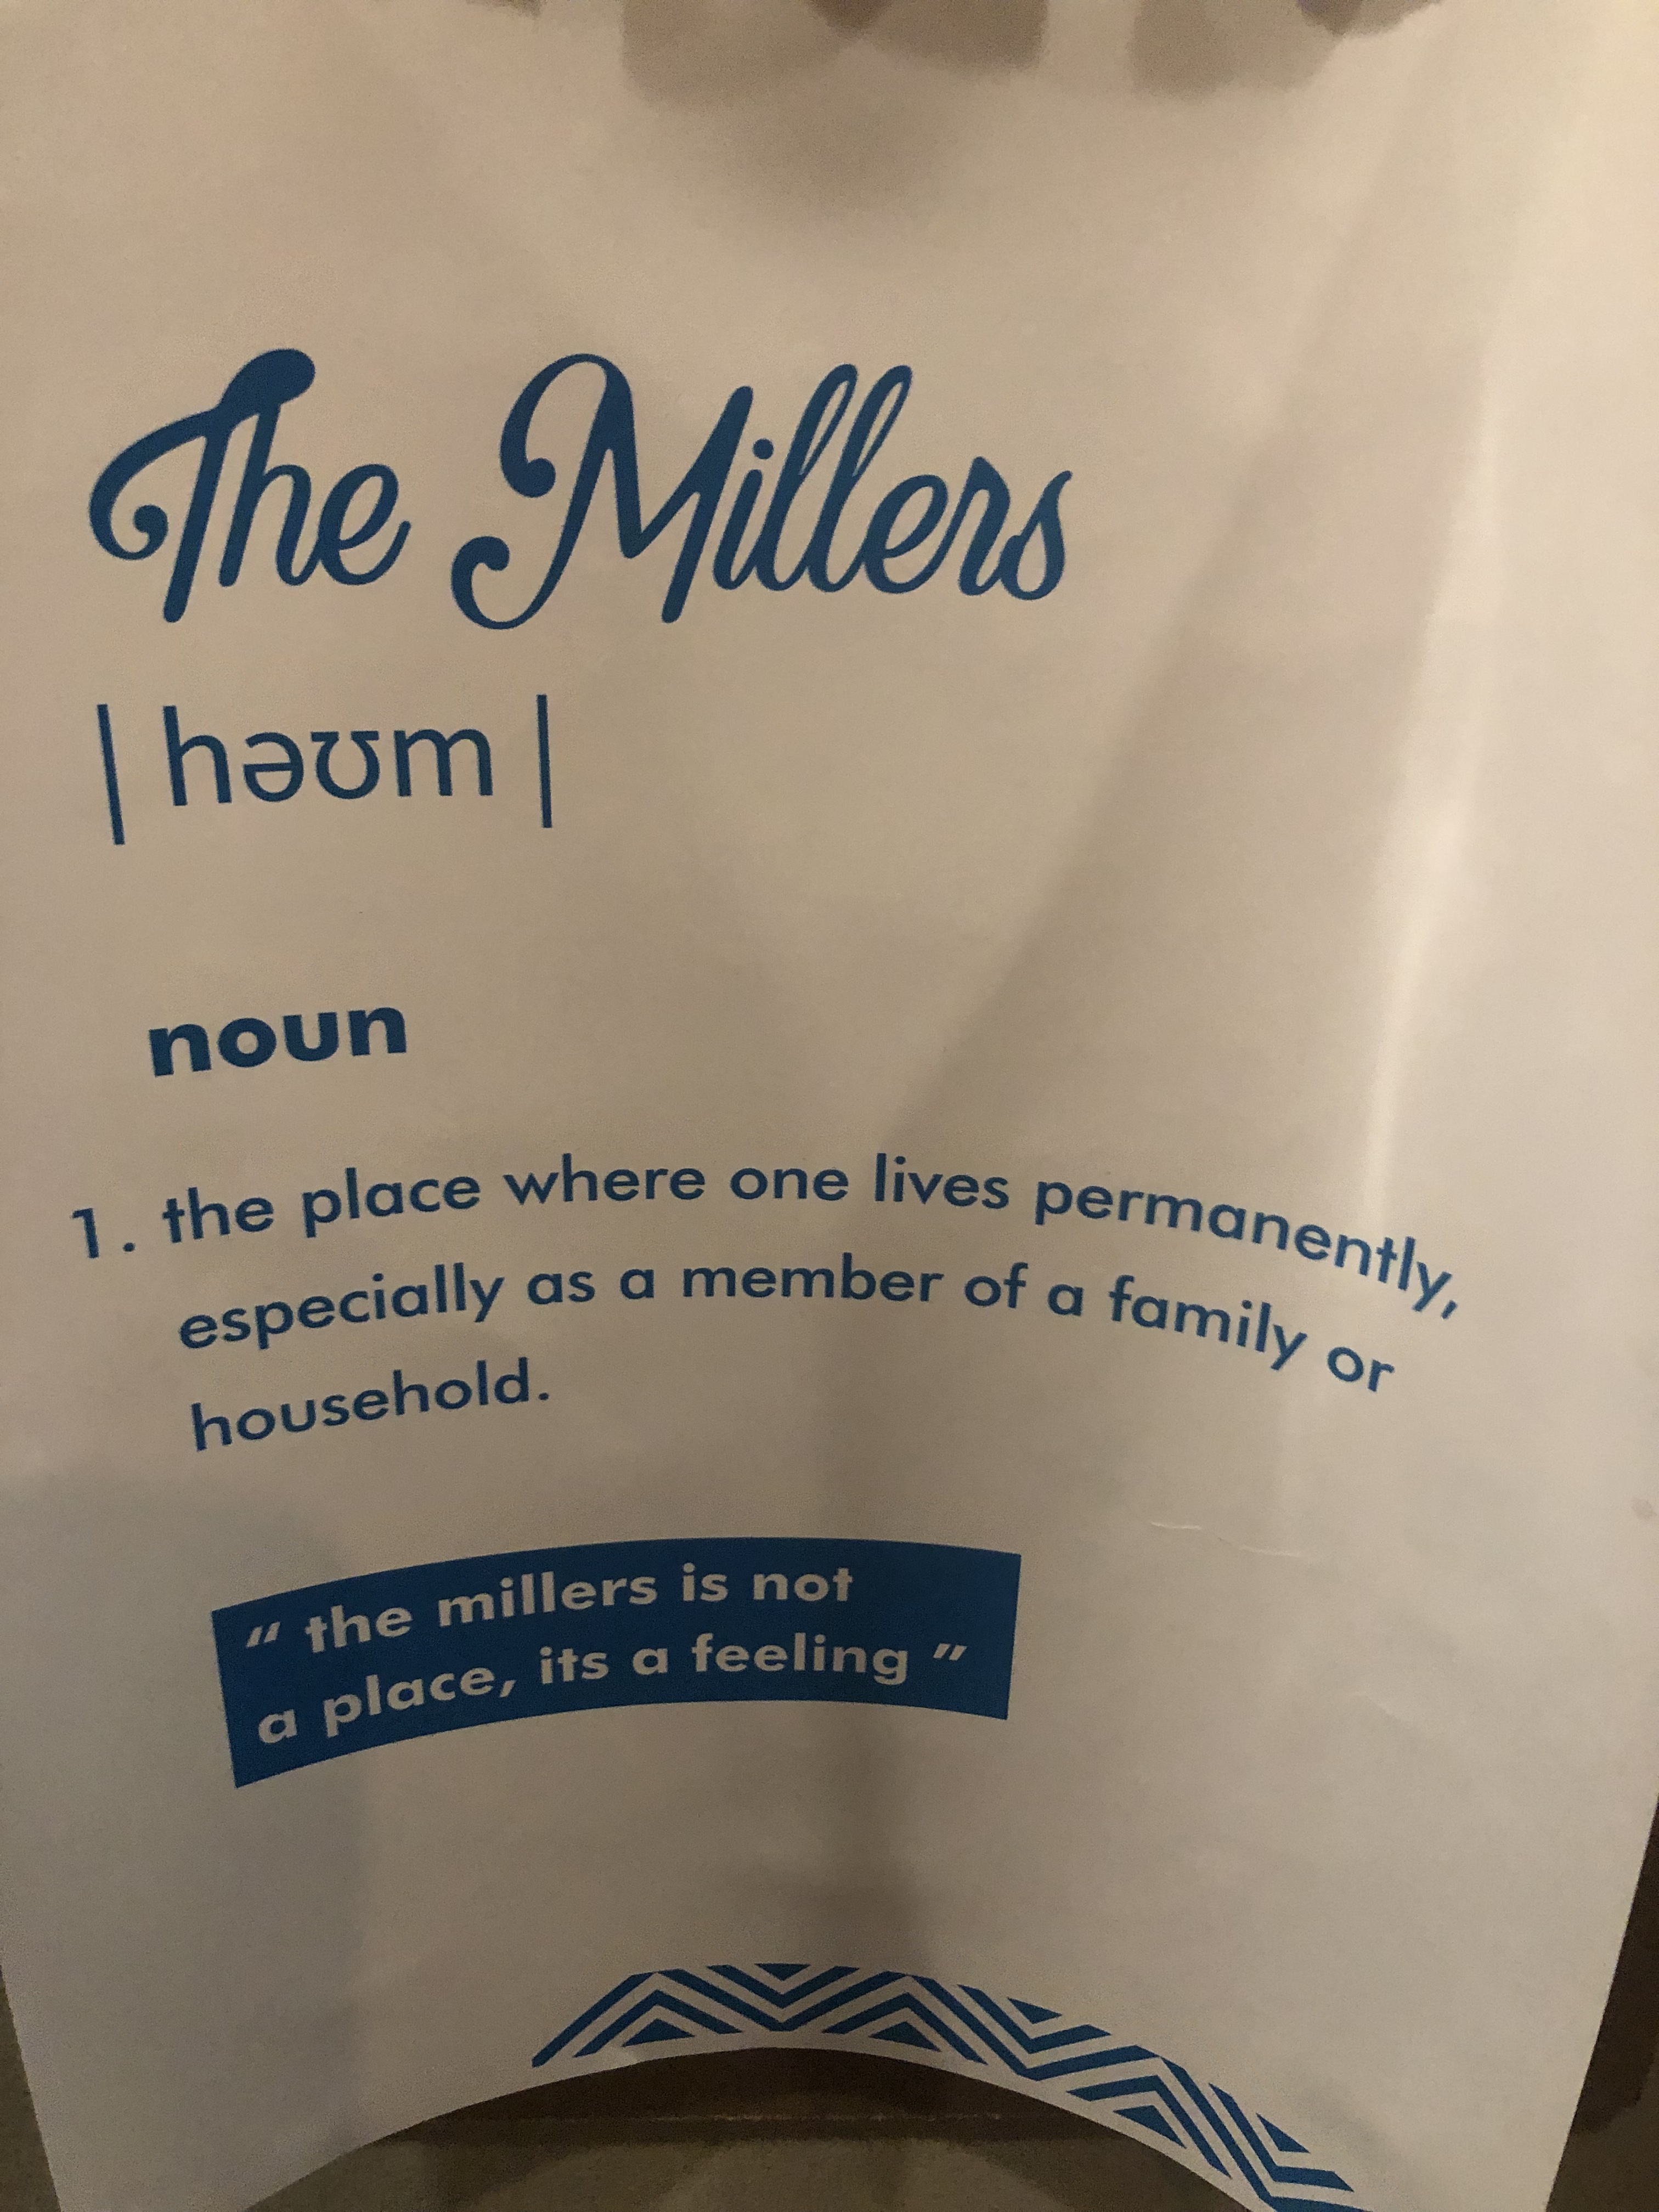 The Millers
| həʊm |
noun
1. the place where one lives permanently,
especially as a member of a family or
household.
" the millers is not
a place, its a feeling "